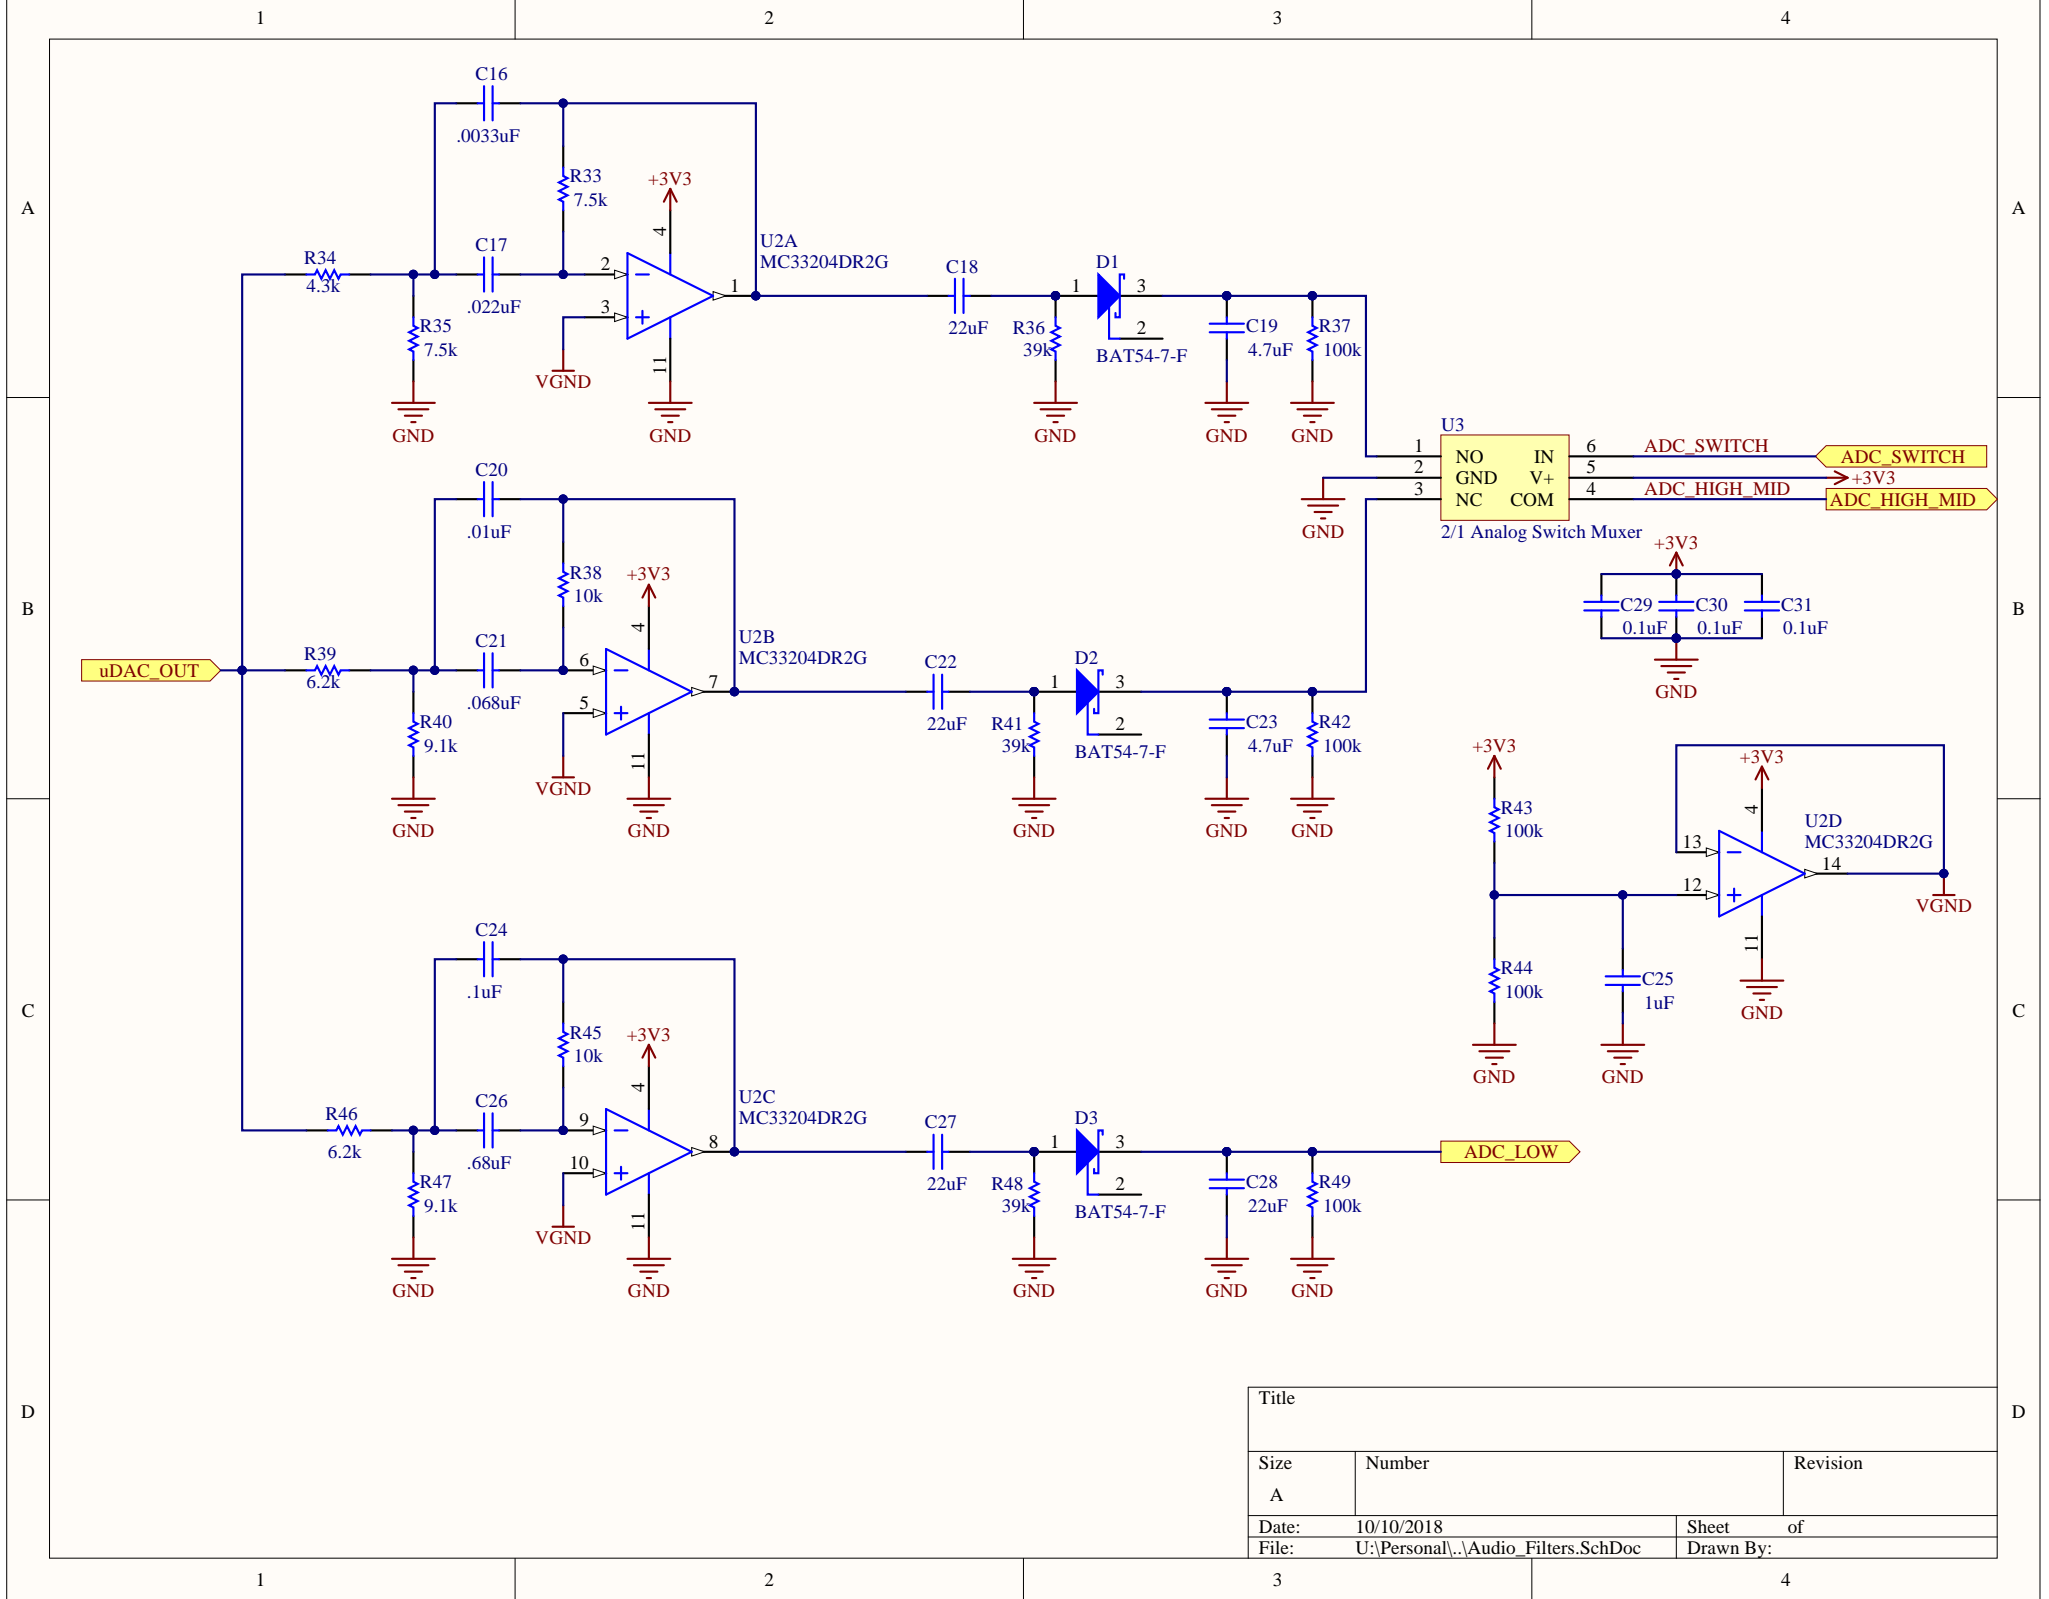 1 2 3 4
A A
B B
C C
D D
C16
.0033uF
R33
7.5k
+3V3
4
U2A
MC33204DR2G
R34
4.3k
C17
.022uF
2
3
1
11
R35
7.5k
VGND
GND
GND
C18
22uF
R36
39k
GND
D1
1 3
2
BAT54-7-F
C19
4.7uF
GND
R37
100k
GND
U3
1 NO IN 6
2 GND V+ 5
3 NC COM 4
2/1 Analog Switch Muxer
GND
ADC_SWITCH
ADC_SWITCH
+3V3
ADC_HIGH_MID
ADC_HIGH_MID
+3V3
C29
0.1uF
C30
0.1uF
C31
0.1uF
GND
uDAC_OUT
C20
.01uF
R38
10k
+3V3
4
U2B
MC33204DR2G
R39
6.2k
C21
.068uF
6
5
7
11
R40
9.1k
VGND
GND
GND
C22
22uF
R41
39k
GND
D2
1 3
2
BAT54-7-F
C23
4.7uF
GND
R42
100k
GND
+3V3
R43
100k
R44
100k
GND
C25
1uF
GND
+3V3
4
U2D
MC33204DR2G
13
12
14
11
GND
VGND
C24
.1uF
R45
10k
+3V3
4
U2C
MC33204DR2G
R46
6.2k
C26
.68uF
9
10
8
11
R47
9.1k
VGND
GND
GND
C27
22uF
R48
39k
GND
D3
1 3
2
BAT54-7-F
C28
22uF
GND
R49
100k
GND
ADC_LOW
Title
Size Number Revision
A
Date: 10/10/2018 Sheet of
File: U:\Personal\..\Audio_Filters.SchDoc Drawn By:
1 2 3 4